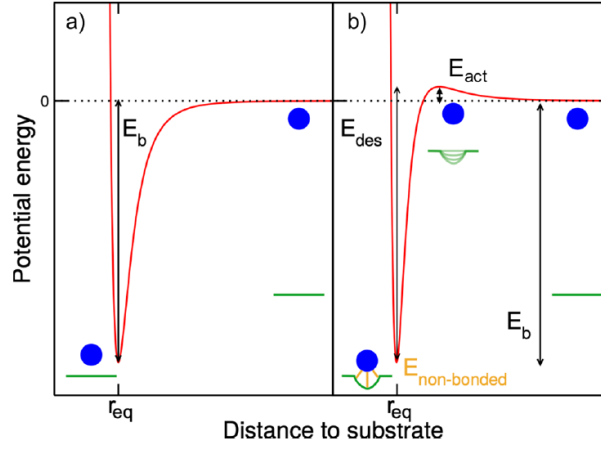 a)
b)
Potential energy
0
E_b
E_act
E_des
E_b
E_non-bonded
r_eq
r_eq
Distance to substrate